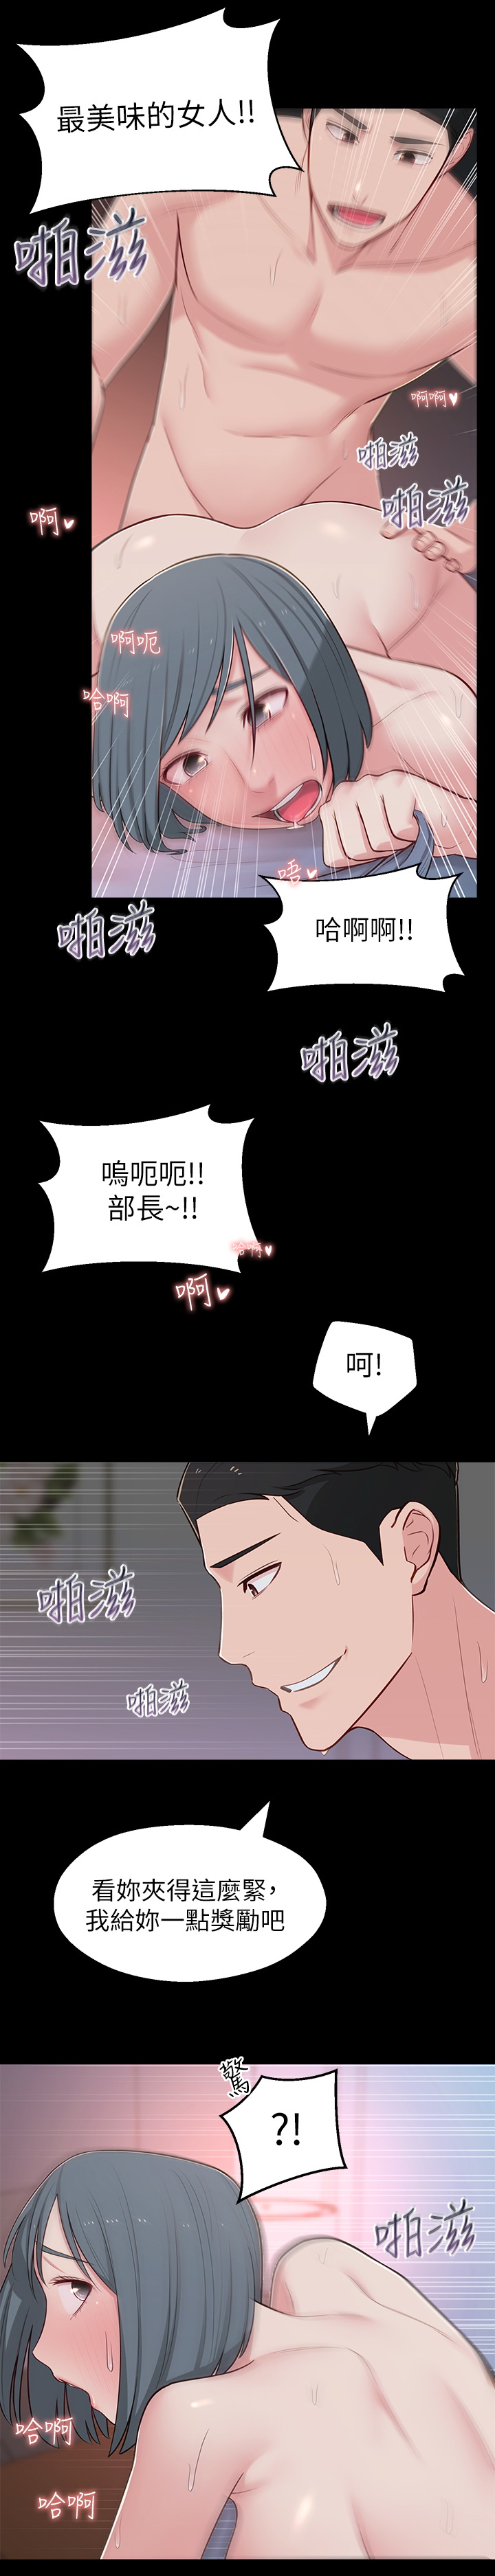 最美味的女人!!
啪滋
啊啊♥
啪滋
啪滋
啊♥
啊呃
哈啊
唔♥
哈啊啊!!
啪滋
啪滋
嗚呃呃!!
部長~!!
哈啊♥
啊♥
呵!
啪滋
啪滋
看妳夾得這麼緊，
我給妳一點獎勵吧
驚
?!
啪滋
哈啊
哈啊